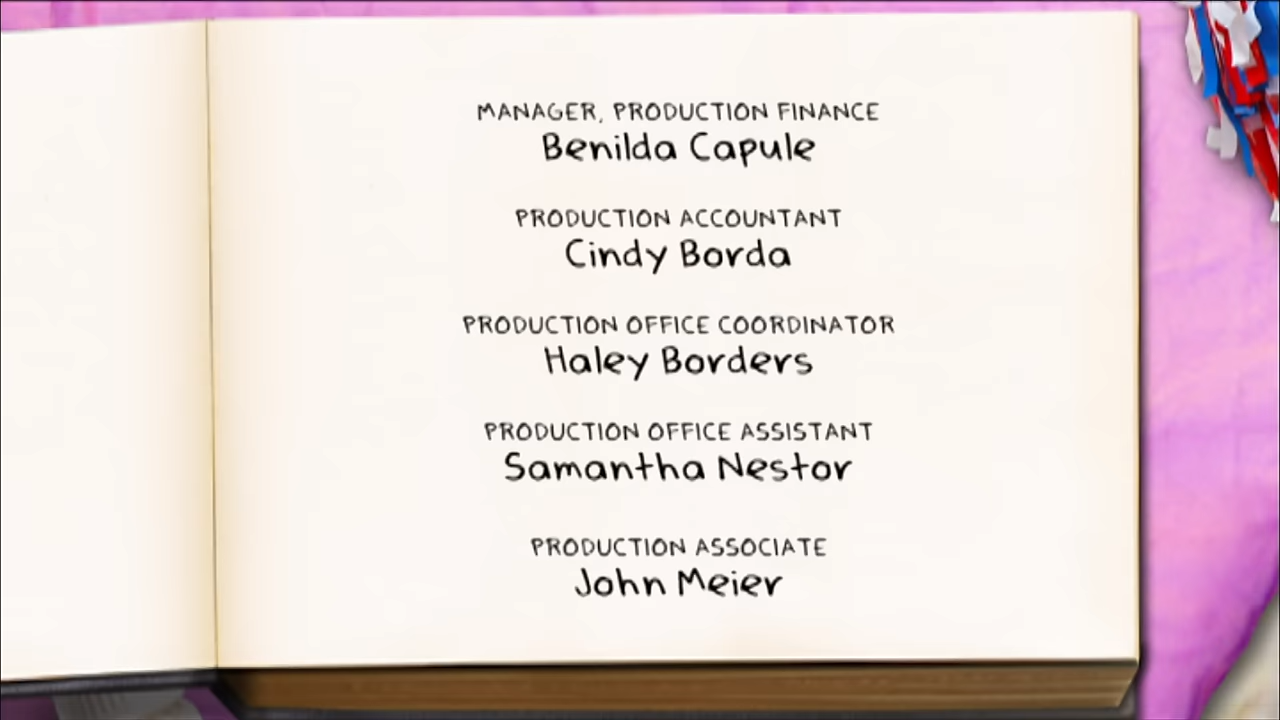 MANAGER, PRODUCTION FINANCE
Benilda Capule
PRODUCTION ACCOUNTANT
Cindy Borda
PRODUCTION OFFICE COORDINATOR
Haley Borders
PRODUCTION OFFICE ASSISTANT
Samantha Nestor
PRODUCTION ASSOCIATE
John Meier